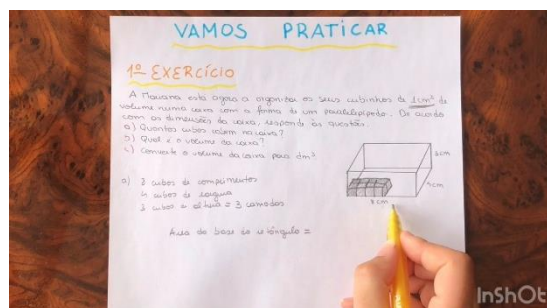 VAMOS PRATICAR
1º EXERCÍCIO
A Mariana está agora a organizar os seus cubinhos de 1cm³ de
volume numa caixa com a forma de um paralelepípedo. De acordo
com as dimensões da caixa, responde às questões.
a) Quantos cubos cabem na caixa?
b) Qual é o volume da caixa?
c) Converte o volume da caixa para dm³.
3cm
4cm
8cm
a) cubos de comprimento
4 cubos de largura
3 cubos de altura = 3 camadas
Área da base do retângulo =
InShOt